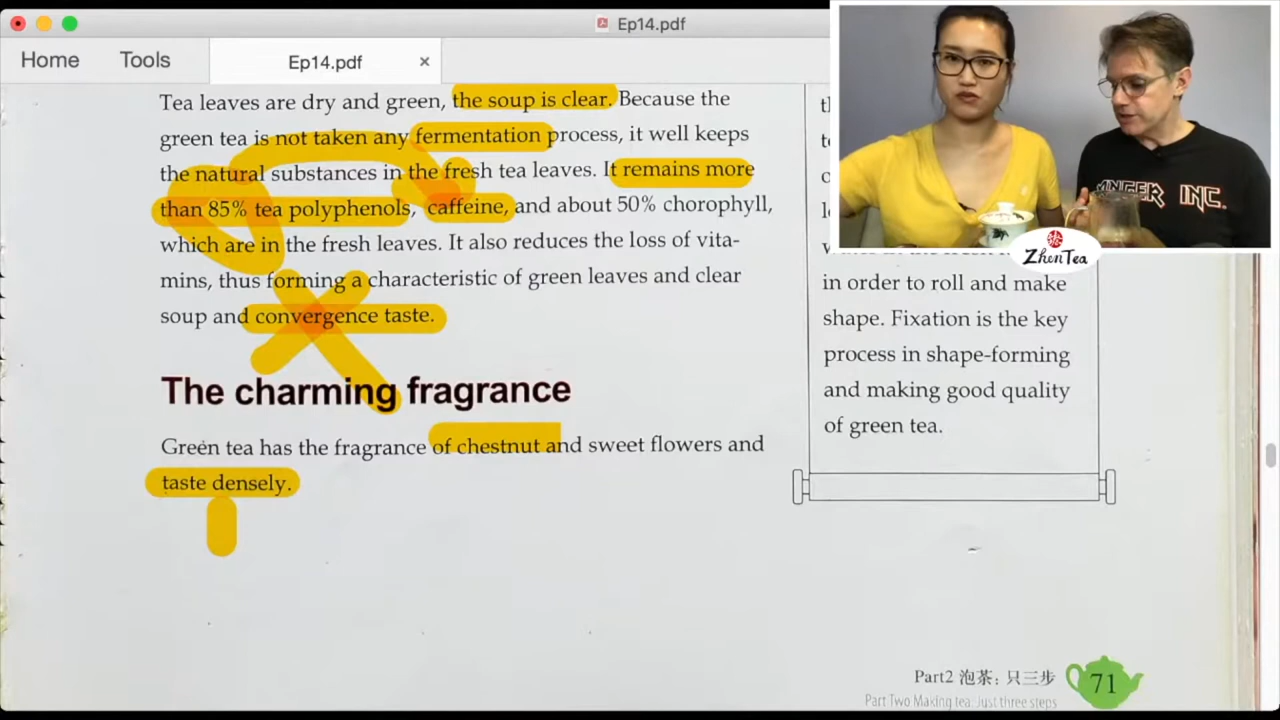 Ep14.pdf
Home
Tools
Ep14.pdf
×
Tea leaves are dry and green, the soup is clear. Because the
green tea is not taken any fermentation process, it well keeps
the natural substances in the fresh tea leaves. It remains more
than 85% tea polyphenols, caffeine, and about 50% chorophyll,
which are in the fresh leaves. It also reduces the loss of vita-
mins, thus forming a characteristic of green leaves and clear
soup and convergence taste.
The charming fragrance
Green tea has the fragrance of chestnut and sweet flowers and
taste densely.
in order to roll and make
shape. Fixation is the key
process in shape-forming
and making good quality
of green tea.
INC.
ZhenTea
Part2 泡茶：只三步
71
Part Two Making tea: Just three steps